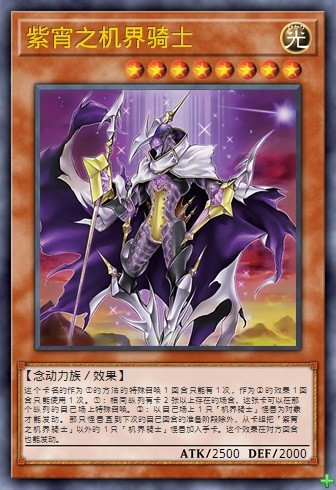 紫宵之机界骑士
光
【念动力族／效果】
这个卡名的作为①的方法的特殊召唤1回合只能有1次，作为②的效果1回
合只能使用1次。①：相同纵列有2张以上存在的场合，这张卡可以在那
个纵列的自己场上特殊召唤。②：以自己场上1只「机界骑士」怪兽为对象
才能发动。那只怪兽直到下次的自己回合的准备阶段除外，从卡组把「紫宵
之机界骑士」以外的1只「机界骑士」怪兽加入手卡。这个效果在对方回合
也能发动。
ATK/2500 DEF/2000